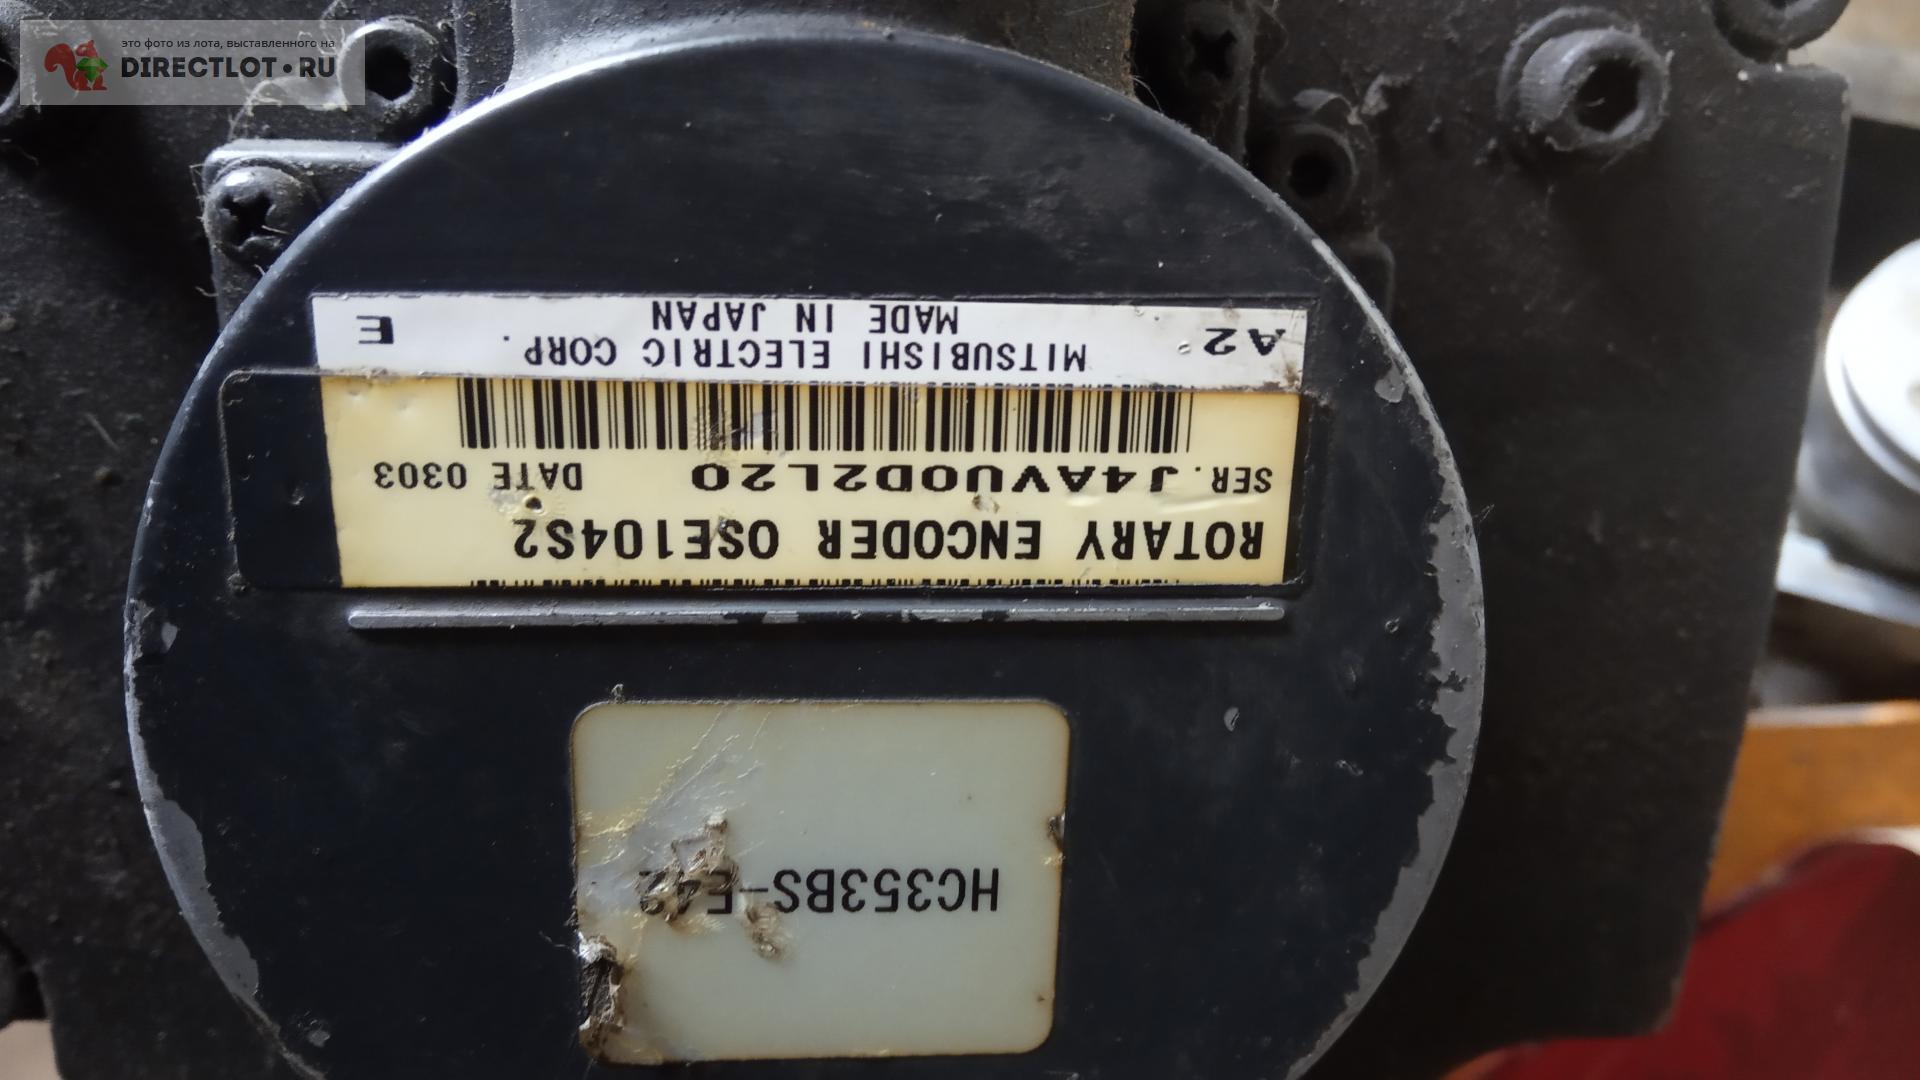 это фото из лота, выставленного на
DIRECTLOT.RU
ROTARY ENCODER OSE104S2
SER. J4AVU0D2L20 DATE 0303
A2 MITSUBISHI ELECTRIC CORP. E
MADE IN JAPAN
HC353BS-E42